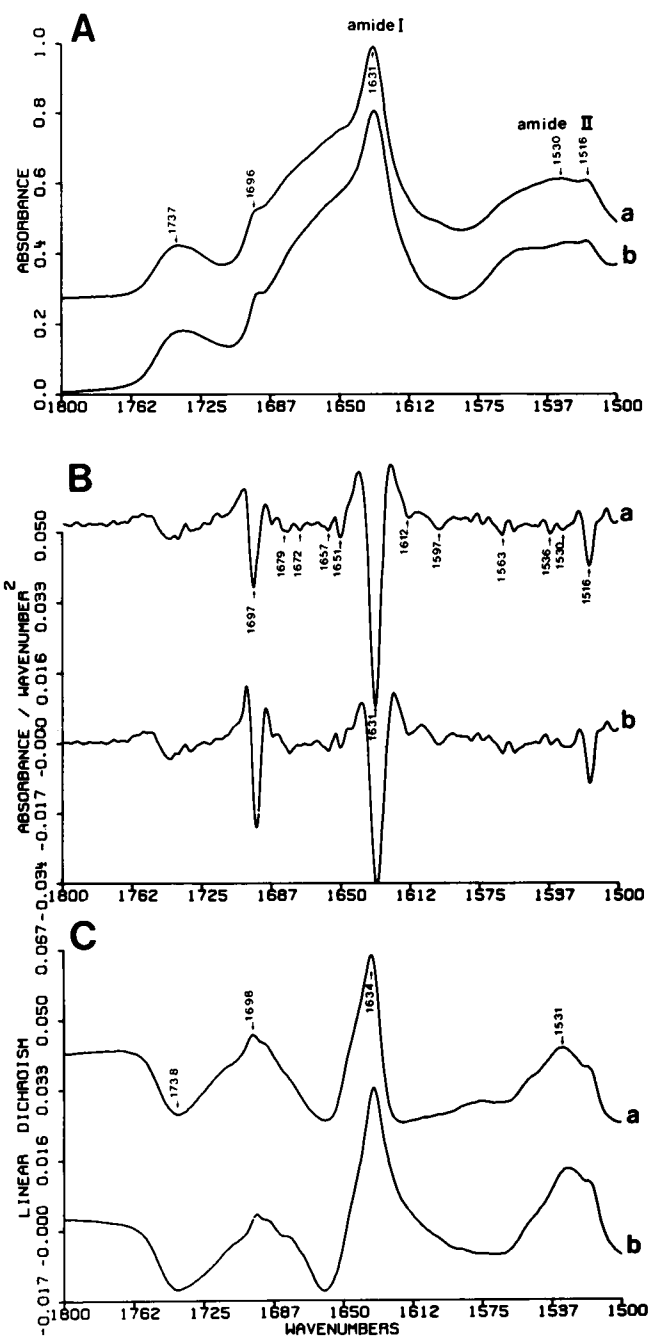 A
amide I
1.0
0.8
0.6
0.4
0.2
0.0
ABSORBANCE
1737
1696
1631
amide II
1530
1516
a
b
1800 1762 1725 1687 1650 1612 1575 1537 1500
B
0.050
0.033
0.016
-0.000
-0.017
-0.034
ABSORBANCE / WAVENUMBER 2
1697
1679
1672
1657
1651
1631
1612
1597
1563
1536
1530
1516
a
b
1800 1762 1725 1687 1650 1612 1575 1537 1500
C
0.067
0.050
0.033
0.016
-0.000
-0.017
LINEAR DICHROISM
1738
1698
1634
1531
a
b
1800 1762 1725 1687 1650 1612 1575 1537 1500
WAVENUMBERS